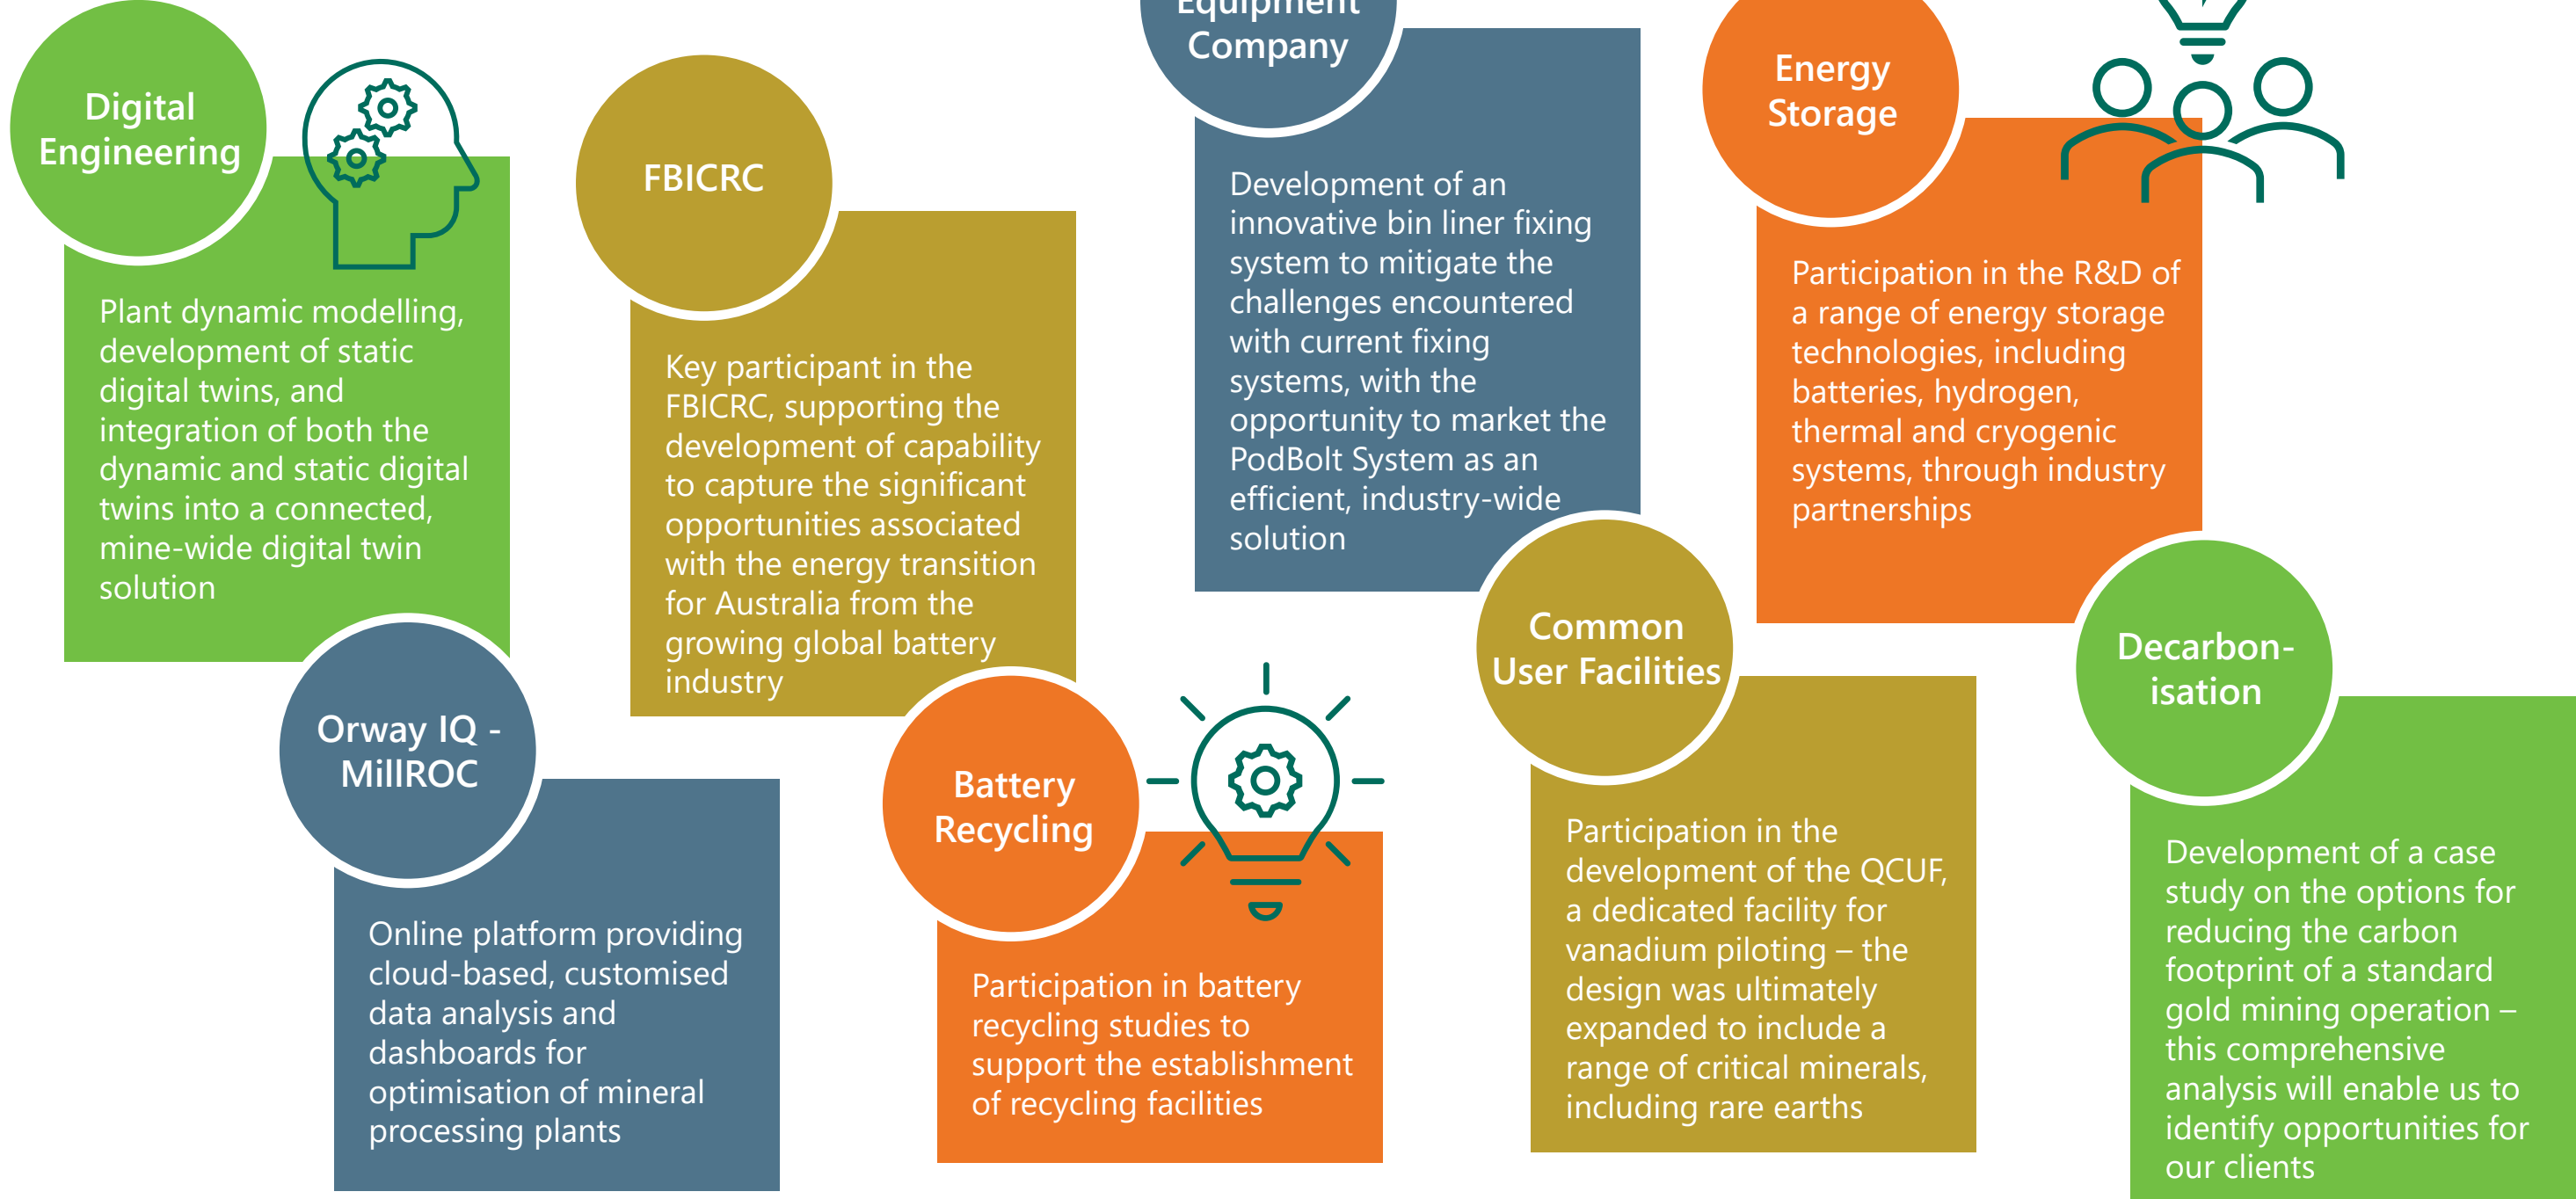 Digital
Engineering
Plant dynamic modelling,
development of static
digital twins, and
integration of both the
dynamic and static digital
twins into a connected,
mine-wide digital twin
solution
Orway IQ -
MillROC
Online platform providing
cloud-based, customised
data analysis and
dashboards for
optimisation of mineral
processing plants
FBICRC
Key participant in the
FBICRC, supporting the
development of capability
to capture the significant
opportunities associated
with the energy transition
for Australia from the
growing global battery
industry
Battery
Recycling
Participation in battery
recycling studies to
support the establishment
of recycling facilities
Equipment
Company
Development of an
innovative bin liner fixing
system to mitigate the
challenges encountered
with current fixing
systems, with the
opportunity to market the
PodBolt System as an
efficient, industry-wide
solution
Common
User Facilities
Participation in the
development of the QCUF,
a dedicated facility for
vanadium piloting – the
design was ultimately
expanded to include a
range of critical minerals,
including rare earths
Energy
Storage
Participation in the R&D of
a range of energy storage
technologies, including
batteries, hydrogen,
thermal and cryogenic
systems, through industry
partnerships
Decarbon-
isation
Development of a case
study on the options for
reducing the carbon
footprint of a standard
gold mining operation –
this comprehensive
analysis will enable us to
identify opportunities for
our clients